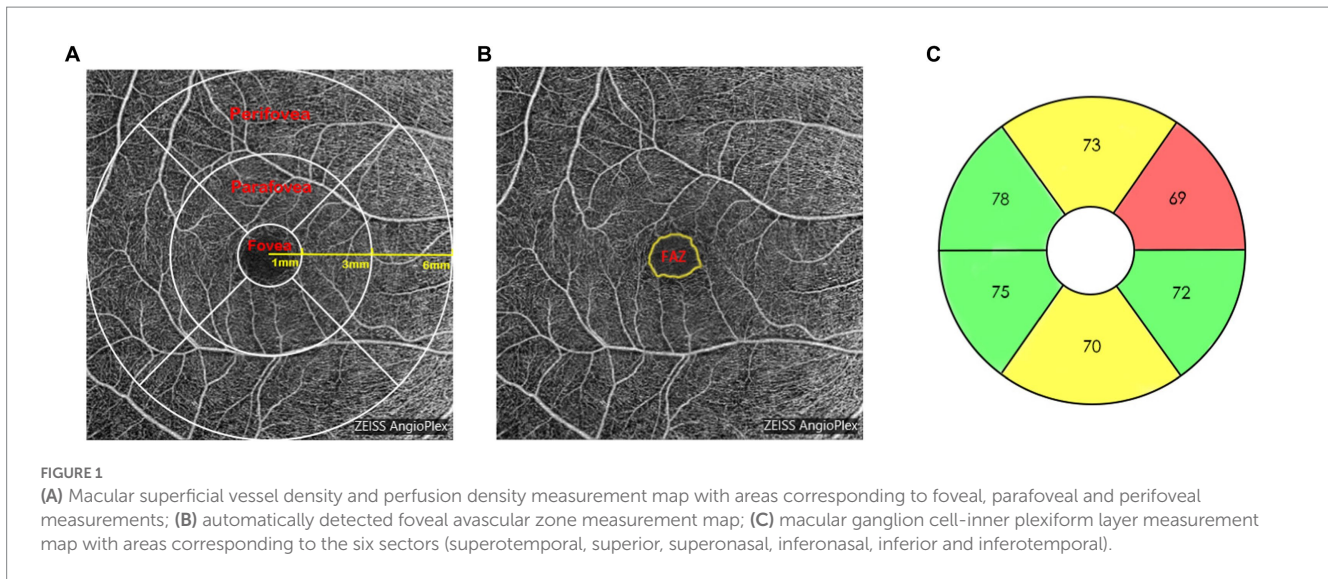 A
B
C
Perifovea
Parafovea
Fovea
1mm
3mm
6mm
ZEISS AngioPlex
FAZ
ZEISS AngioPlex
73
78
69
75
72
70
FIGURE 1
(A) Macular superficial vessel density and perfusion density measurement map with areas corresponding to foveal, parafoveal and perifoveal
measurements; (B) automatically detected foveal avascular zone measurement map; (C) macular ganglion cell-inner plexiform layer measurement
map with areas corresponding to the six sectors (superotemporal, superior, superonasal, inferonasal, inferior and inferotemporal).